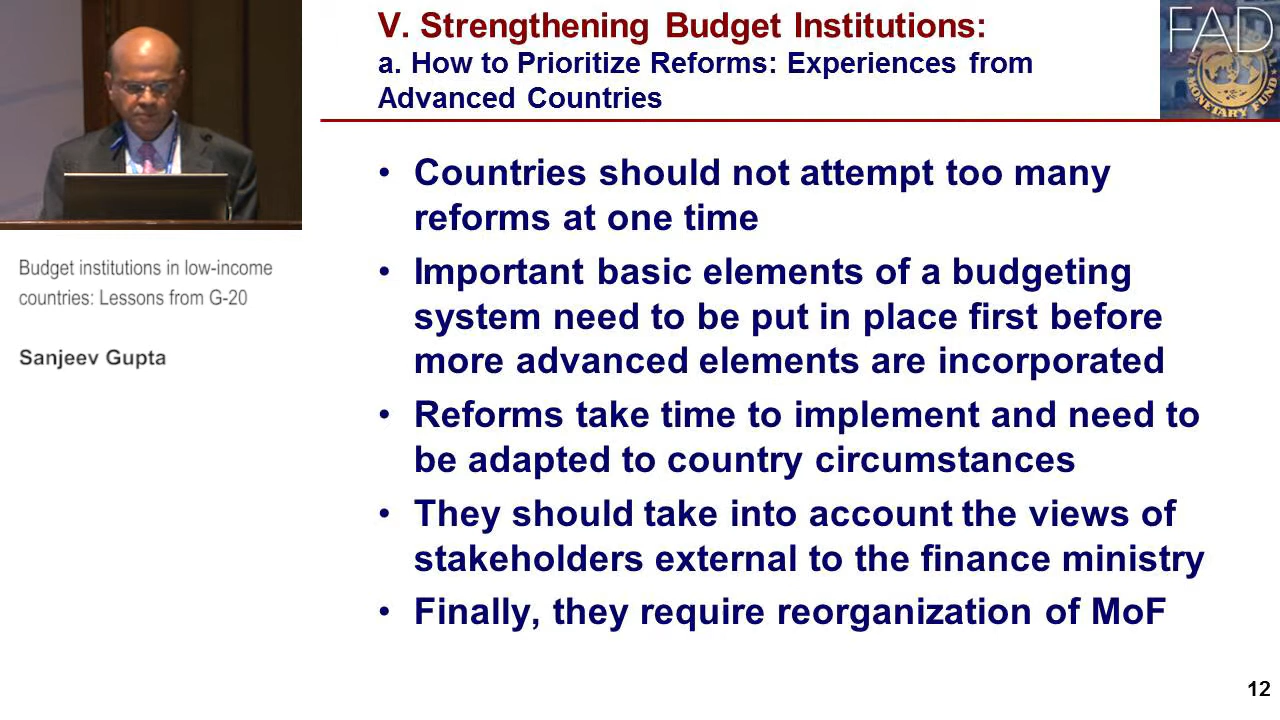 V. Strengthening Budget Institutions:
a. How to Prioritize Reforms: Experiences from
Advanced Countries
FAD
MONETARY FUND
Budget institutions in low-income
countries: Lessons from G-20
Sanjeev Gupta
• Countries should not attempt too many
reforms at one time
• Important basic elements of a budgeting
system need to be put in place first before
more advanced elements are incorporated
• Reforms take time to implement and need to
be adapted to country circumstances
• They should take into account the views of
stakeholders external to the finance ministry
• Finally, they require reorganization of MoF
12